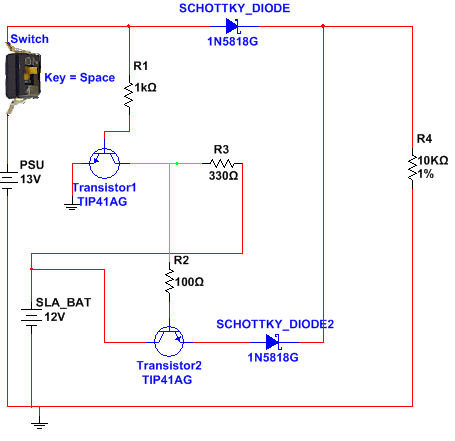 SCHOTTKY_DIODE
1N5818G
Switch
Key = Space
R1
1kΩ
R3
330Ω
R4
10KΩ
1%
PSU
13V
Transistor1
TIP41AG
R2
100Ω
SLA_BAT
12V
SCHOTTKY_DIODE2
1N5818G
Transistor2
TIP41AG